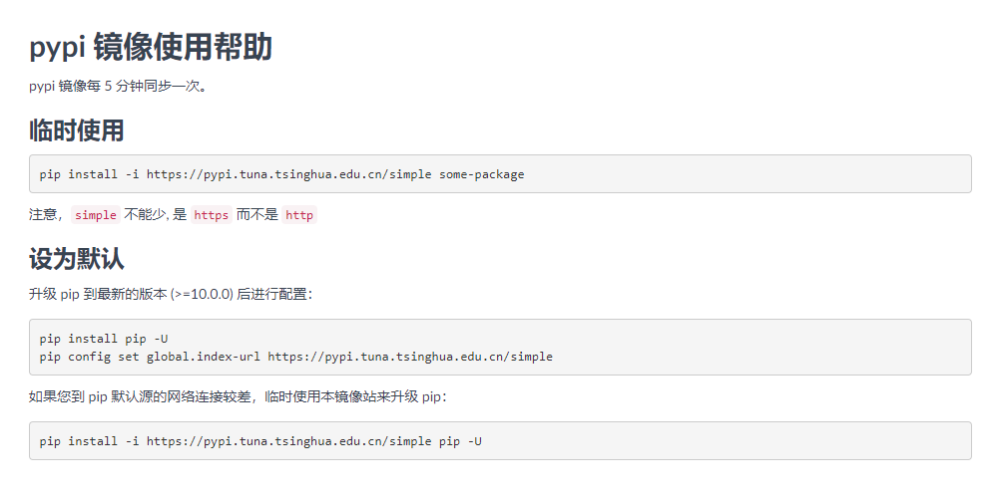 pypi 镜像使用帮助
pypi 镜像每 5 分钟同步一次。
临时使用
pip install -i https://pypi.tuna.tsinghua.edu.cn/simple some-package
注意，simple 不能少, 是 https 而不是 http
设为默认
升级 pip 到最新的版本 (>=10.0.0) 后进行配置：
pip install pip -U
pip config set global.index-url https://pypi.tuna.tsinghua.edu.cn/simple
如果您到 pip 默认源的网络连接较差，临时使用本镜像站来升级 pip：
pip install -i https://pypi.tuna.tsinghua.edu.cn/simple pip -U